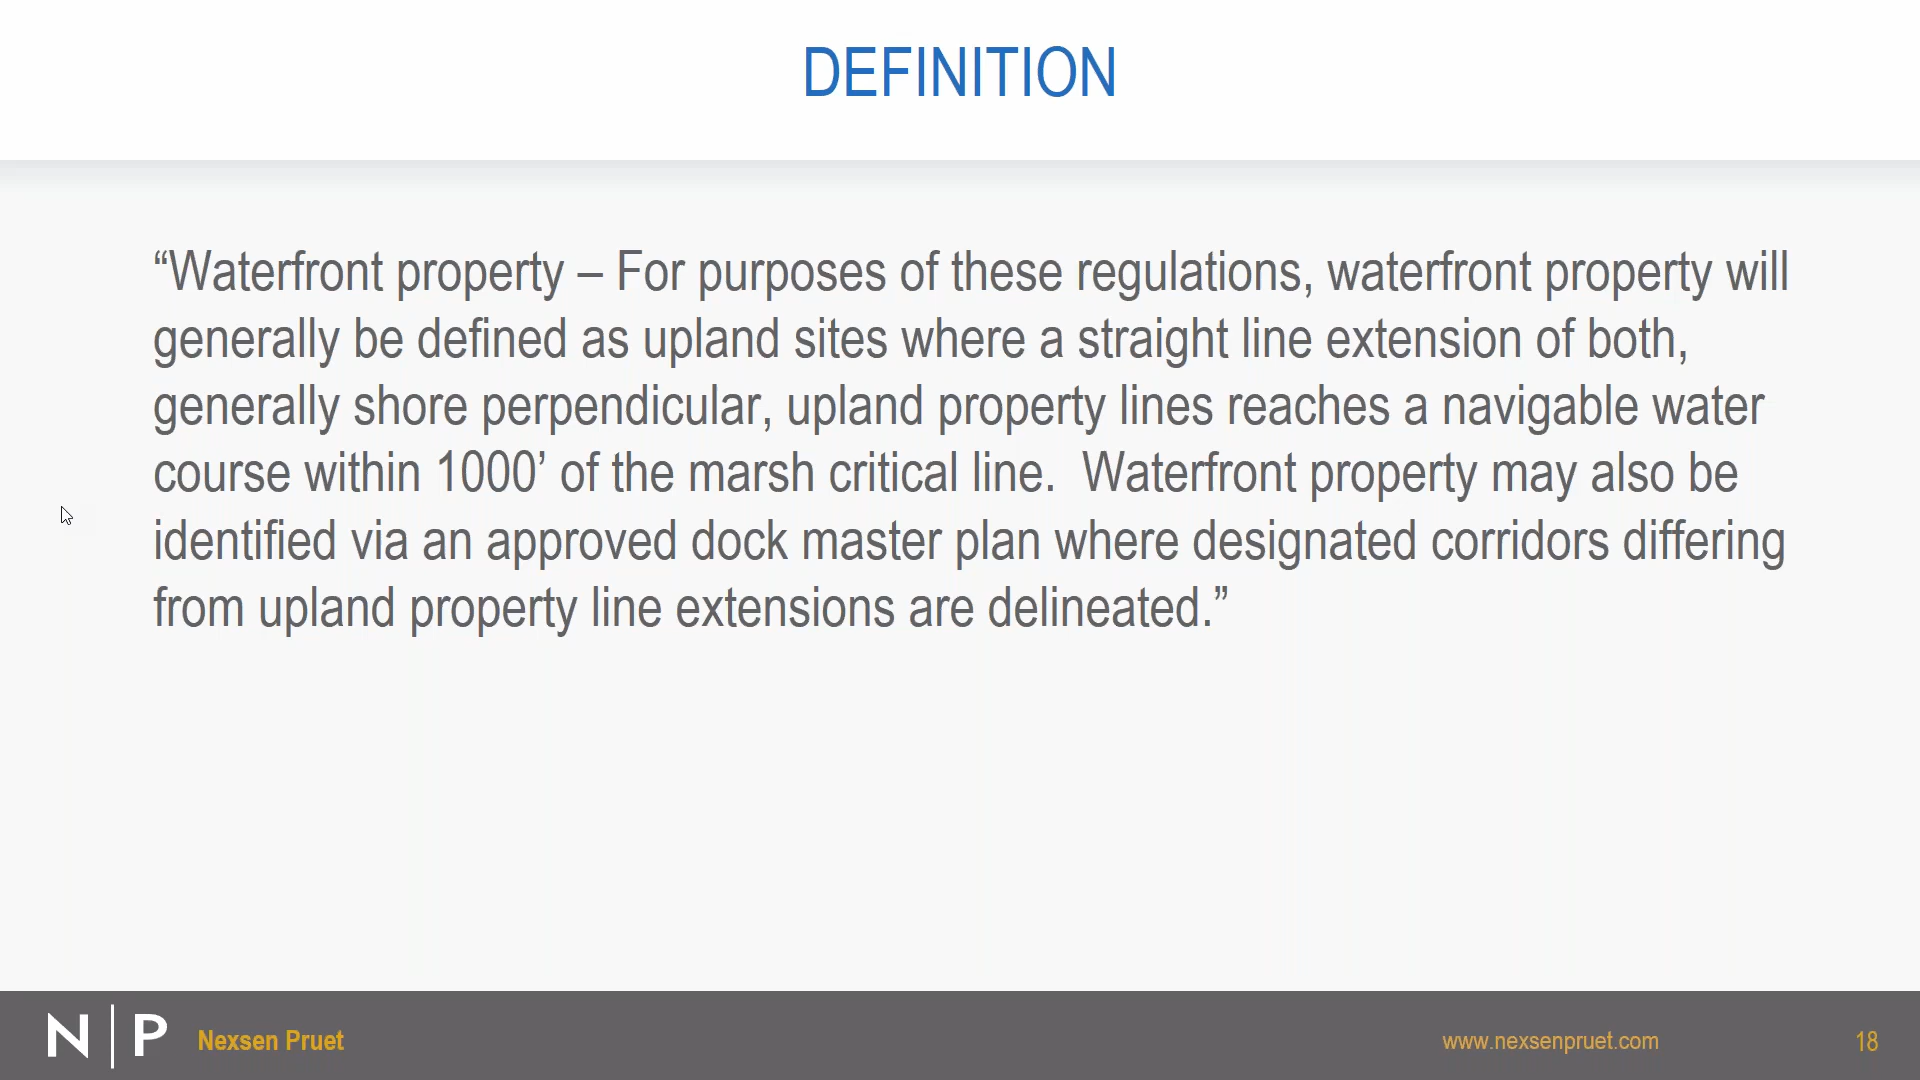 DEFINITION
“Waterfront property – For purposes of these regulations, waterfront property will
generally be defined as upland sites where a straight line extension of both,
generally shore perpendicular, upland property lines reaches a navigable water
course within 1000’ of the marsh critical line.  Waterfront property may also be
identified via an approved dock master plan where designated corridors differing
from upland property line extensions are delineated.”
N|P Nexsen Pruet
www.nexsenpruet.com
18